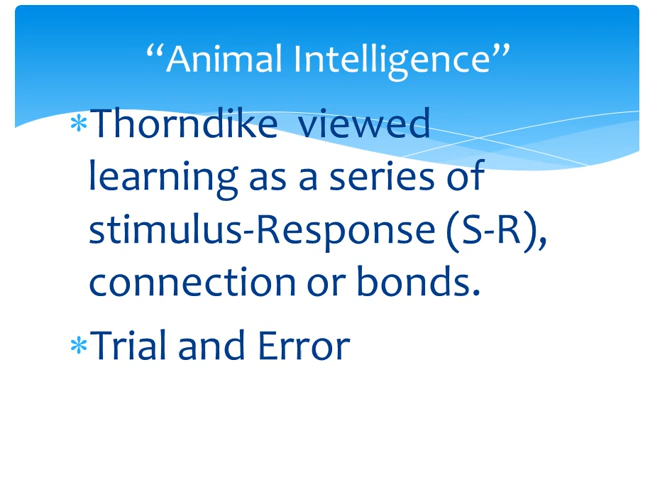 “Animal Intelligence”
*Thorndike  viewed
learning as a series of
stimulus-Response (S-R),
connection or bonds.
*Trial and Error